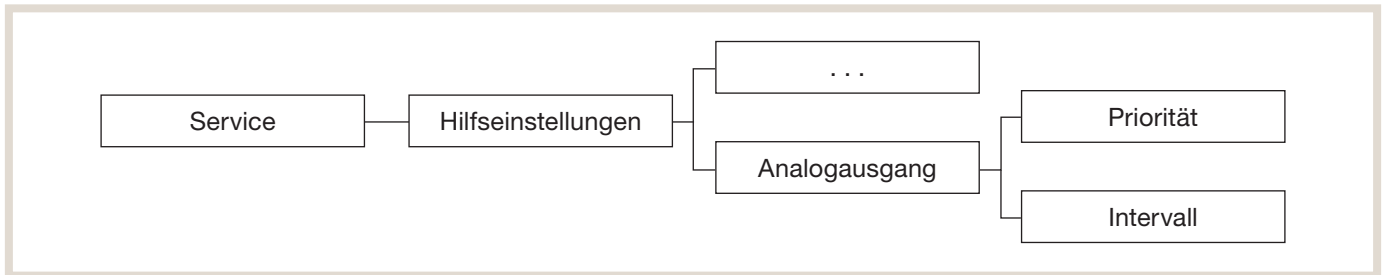 Service
Hilfseinstellungen
. . .
Analogausgang
Priorität
Intervall